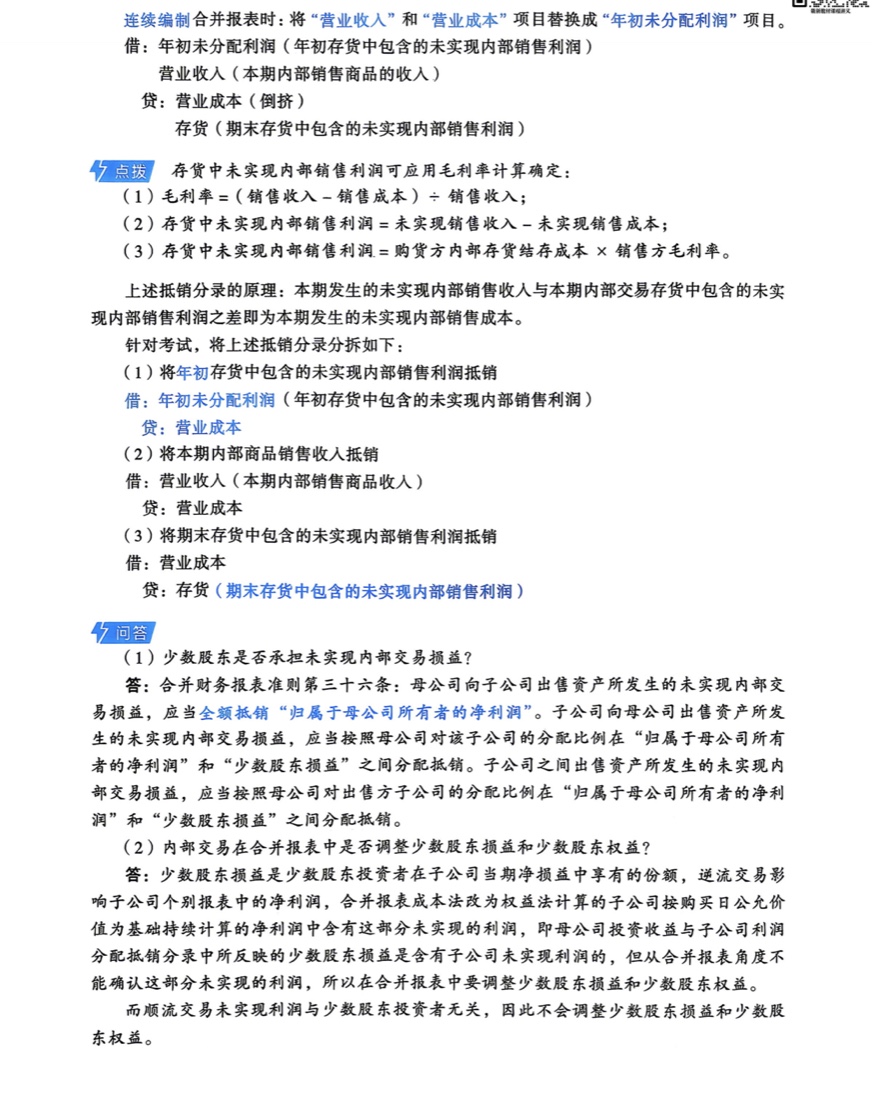 连续编制合并报表时：将“营业收入”和“营业成本”项目替换成“年初未分配利润”项目。
借：年初未分配利润（年初存货中包含的未实现内部销售利润）
营业收入（本期内部销售商品的收入）
贷：营业成本（倒挤）
存货（期末存货中包含的未实现内部销售利润）
点拨 存货中未实现内部销售利润可应用毛利率计算确定：
（1）毛利率=（销售收入－销售成本）÷ 销售收入；
（2）存货中未实现内部销售利润=未实现销售收入－未实现销售成本；
（3）存货中未实现内部销售利润=购货方内部存货结存成本 × 销售方毛利率。
上述抵销分录的原理：本期发生的未实现内部销售收入与本期内部交易存货中包含的未实
现内部销售利润之差即为本期发生的未实现内部销售成本。
针对考试，将上述抵销分录分拆如下：
（1）将年初存货中包含的未实现内部销售利润抵销
借：年初未分配利润（年初存货中包含的未实现内部销售利润）
贷：营业成本
（2）将本期内部商品销售收入抵销
借：营业收入（本期内部销售商品收入）
贷：营业成本
（3）将期末存货中包含的未实现内部销售利润抵销
借：营业成本
贷：存货（期末存货中包含的未实现内部销售利润）
问答
（1）少数股东是否承担未实现内部交易损益？
答：合并财务报表准则第三十六条：母公司向子公司出售资产所发生的未实现内部交
易损益，应当全额抵销“归属于母公司所有者的净利润”。子公司向母公司出售资产所发
生的未实现内部交易损益，应当按照母公司对该子公司的分配比例在“归属于母公司所有
者的净利润”和“少数股东损益”之间分配抵销。子公司之间出售资产所发生的未实现内
部交易损益，应当按照母公司对出售方子公司的分配比例在“归属于母公司所有者的净利
润”和“少数股东损益”之间分配抵销。
（2）内部交易在合并报表中是否调整少数股东损益和少数股东权益？
答：少数股东损益是少数股东投资者在子公司当期净损益中享有的份额，逆流交易影
响子公司个别报表中的净利润，合并报表成本法改为权益法计算的子公司按购买日公允价
值为基础持续计算的净利润中含有这部分未实现的利润，即母公司投资收益与子公司利润
分配抵销分录中所反映的少数股东损益是含有子公司未实现利润的，但从合并报表角度不
能确认这部分未实现的利润，所以在合并报表中要调整少数股东损益和少数股东权益。
而顺流交易未实现利润与少数股东投资者无关，因此不会调整少数股东损益和少数股
东权益。